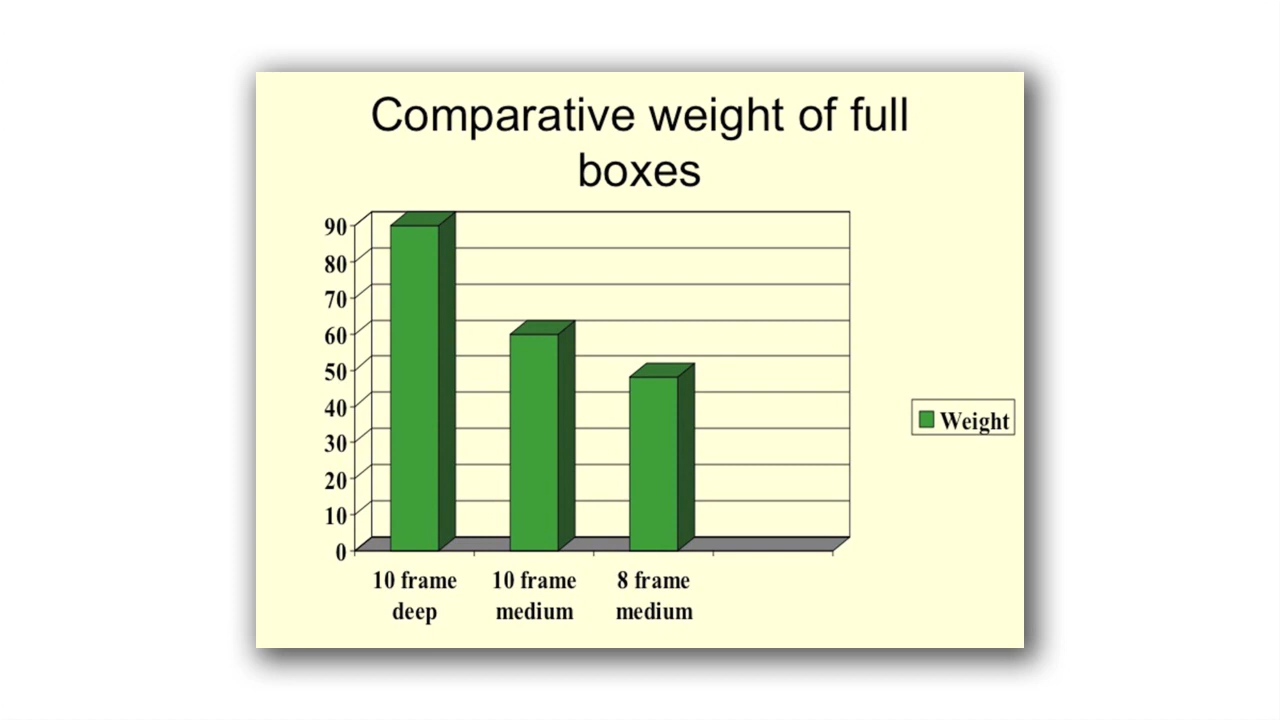 Comparative weight of full
boxes
90
80
70
60
50
40
30
20
10
0
10 frame
deep
10 frame
medium
8 frame
medium
Weight